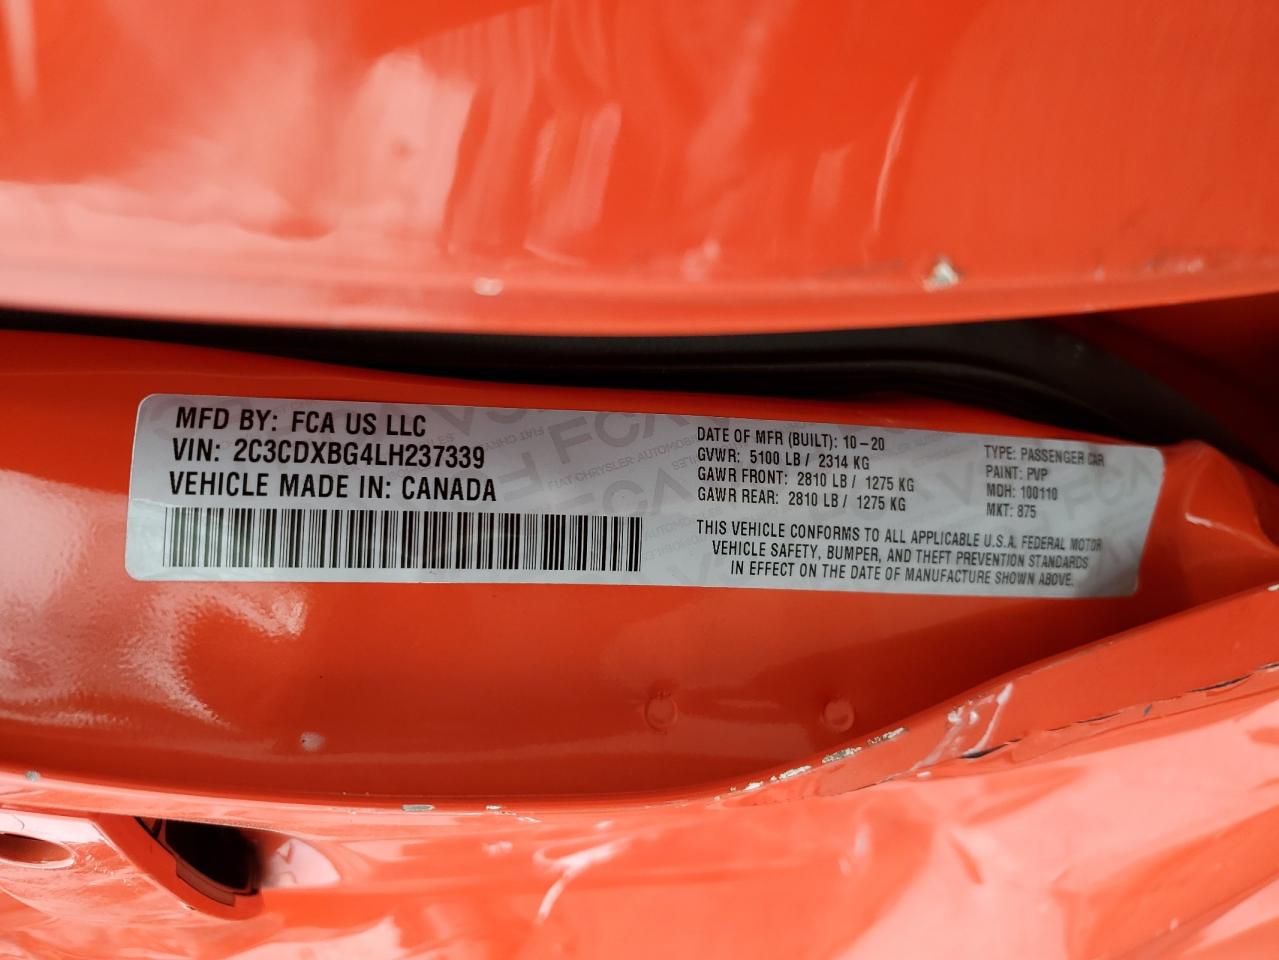 MFD BY: FCA US LLC
VIN: 2C3CDXBG4LH237339
VEHICLE MADE IN: CANADA
DATE OF MFR (BUILT): 10-20
GVWR: 5100 LB / 2314 KG
GAWR FRONT: 2810 LB / 1275 KG
GAWR REAR: 2810 LB / 1275 KG
TYPE: PASSENGER CAR
PAINT: PVP
MDH: 100110
MKT: 875
THIS VEHICLE CONFORMS TO ALL APPLICABLE U.S.A. FEDERAL MOTOR
VEHICLE SAFETY, BUMPER, AND THEFT PREVENTION STANDARDS
IN EFFECT ON THE DATE OF MANUFACTURE SHOWN ABOVE.